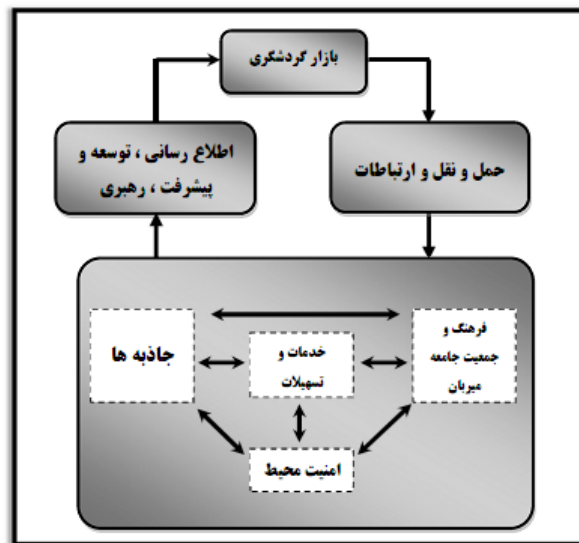 بازار گردشگری
اطلاع رسانی ، توسعه و
پیشرفت ، رهبری
حمل و نقل و ارتباطات
فرهنگ و
جمعیت جامعه
میربان
خدمات و
تسهیلات
جاذبه ها
امنیت محیط